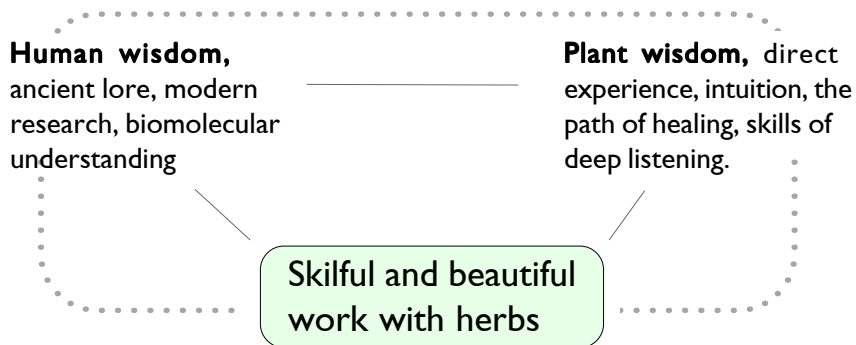 Human wisdom,
ancient lore, modern
research, biomolecular
understanding
Plant wisdom, direct
experience, intuition, the
path of healing, skills of
deep listening.
Skilful and beautiful
work with herbs